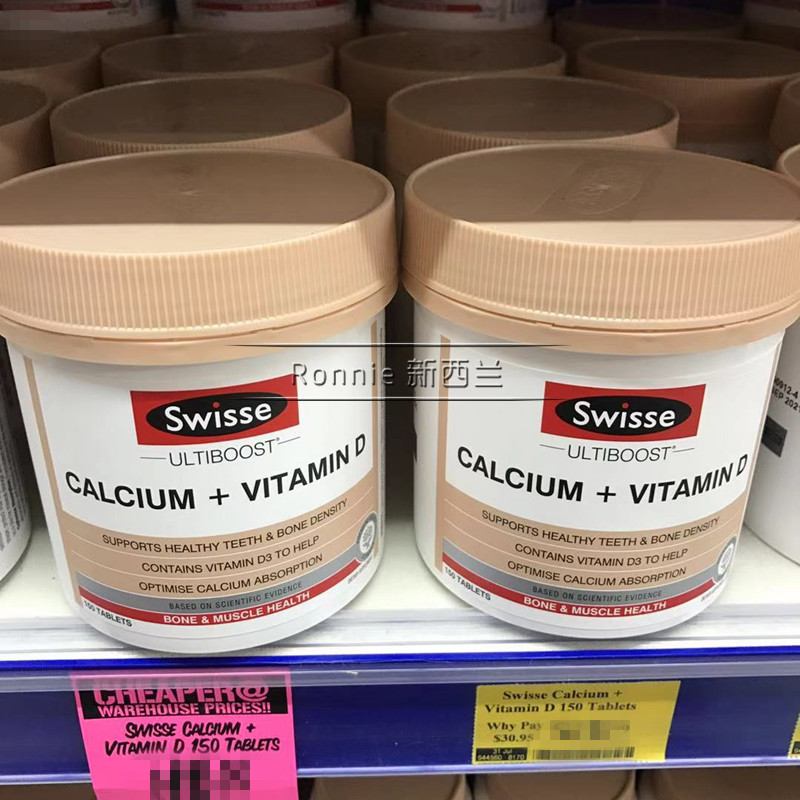 Ronnie 新西兰
Swisse
ULTIBOOST®
CALCIUM + VITAMIN D
SUPPORTS HEALTHY TEETH & BONE DENSITY
CONTAINS VITAMIN D3 TO HELP
OPTIMISE CALCIUM ABSORPTION
BASED ON SCIENTIFIC EVIDENCE
150 TABLETS
BONE & MUSCLE HEALTH
Swisse
ULTIBOOST®
CALCIUM + VITAMIN D
SUPPORTS HEALTHY TEETH & BONE DENSITY
CONTAINS VITAMIN D3 TO HELP
OPTIMISE CALCIUM ABSORPTION
BASED ON SCIENTIFIC EVIDENCE
150 TABLETS
BONE & MUSCLE HEALTH
CHEAPER@
WAREHOUSE PRICES!!
SWISSE CALCIUM +
VITAMIN D 150 TABLETS
Swisse Calcium +
Vitamin D 150 Tablets
Why Pay
$30.95
31 Jul
544560 8170